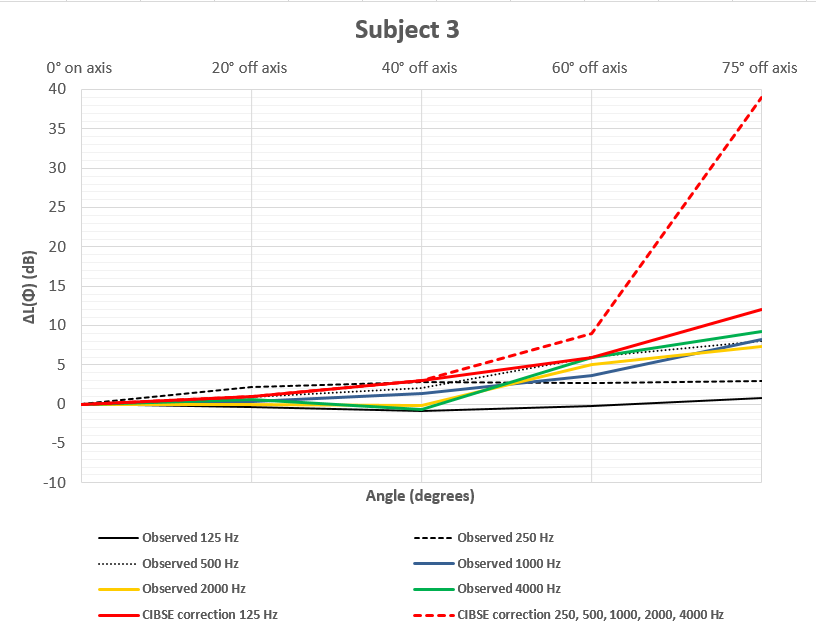 Subject 3
0° on axis 20° off axis 40° off axis 60° off axis 75° off axis
40
35
30
25
20
15
10
5
0
-5
-10
ΔL(Φ) (dB)
Angle (degrees)
Observed 125 Hz Observed 250 Hz
Observed 500 Hz Observed 1000 Hz
Observed 2000 Hz Observed 4000 Hz
CIBSE correction 125 Hz CIBSE correction 250, 500, 1000, 2000, 4000 Hz